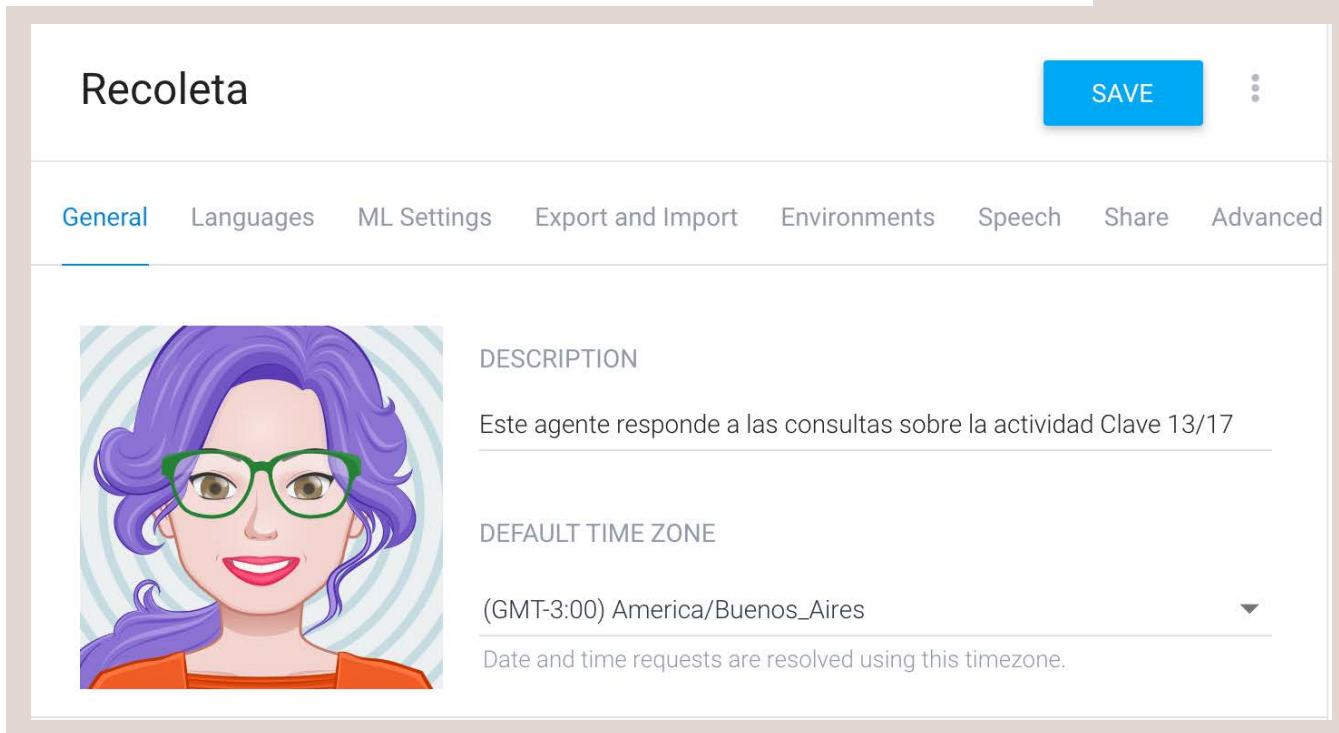 Recoleta
SAVE
General Languages ML Settings Export and Import Environments Speech Share Advanced
DESCRIPTION
Este agente responde a las consultas sobre la actividad Clave 13/17
DEFAULT TIME ZONE
(GMT-3:00) America/Buenos_Aires
Date and time requests are resolved using this timezone.